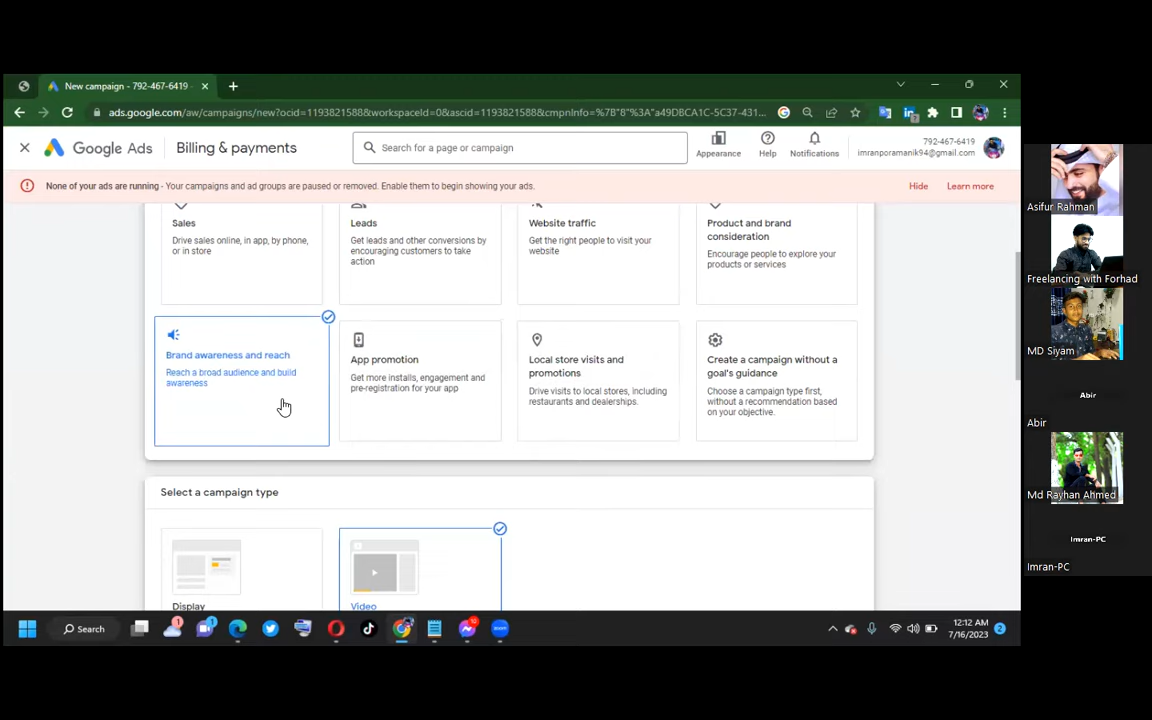 New campaign - 792-467-6419 -
ads.google.com/aw/campaigns/new?ocid=1193821588&workspaceId=0&ascid=1193821588&cmpnInfo=%7B"8"%3A"a49DBCA1C-5C37-431...
Google Ads
Billing & payments
Search for a page or campaign
Appearance
Help
Notifications
792-467-6419
imranporamanik94@gmail.com
None of your ads are running - Your campaigns and ad groups are paused or removed. Enable them to begin showing your ads.
Hide
Learn more
Sales
Drive sales online, in app, by phone,
or in store
Leads
Get leads and other conversions by
encouraging customers to take
action
Website traffic
Get the right people to visit your
website
Product and brand
consideration
Encourage people to explore your
products or services
Brand awareness and reach
Reach a broad audience and build
awareness
App promotion
Get more installs, engagement and
pre-registration for your app
Local store visits and
promotions
Drive visits to local stores, including
restaurants and dealerships.
Create a campaign without a
goal's guidance
Choose a campaign type first,
without a recommendation based
on your objective.
Select a campaign type
Display
Video
Search
12:12 AM
7/16/2023
2
Asifur Rahman
Freelancing with Forhad
MD Siyam
Abir
Abir
Md Rayhan Ahmed
Imran-PC
Imran-PC